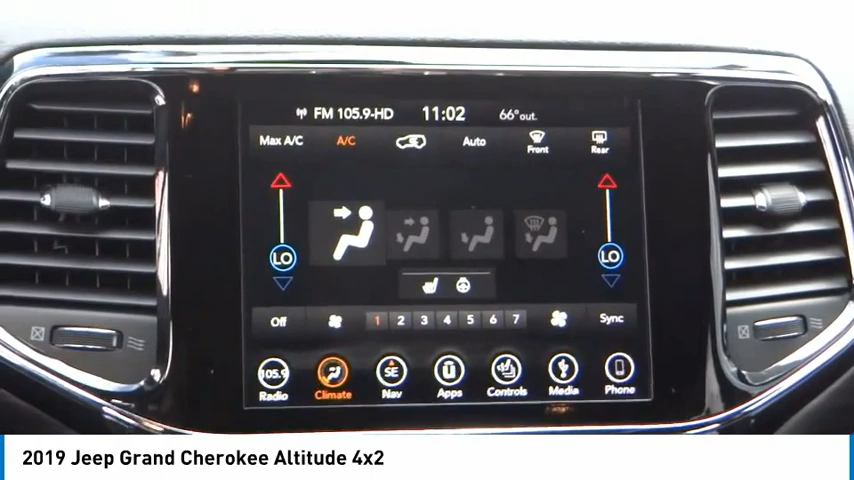 FM 105.9-HD 11:02 66°out.
Max A/C A/C Auto Front Rear
LO LO
Off 1 2 3 4 5 6 7 Sync
105.9 SE U
Radio Climate Nav Apps Controls Media Phone
2019 Jeep Grand Cherokee Altitude 4x2